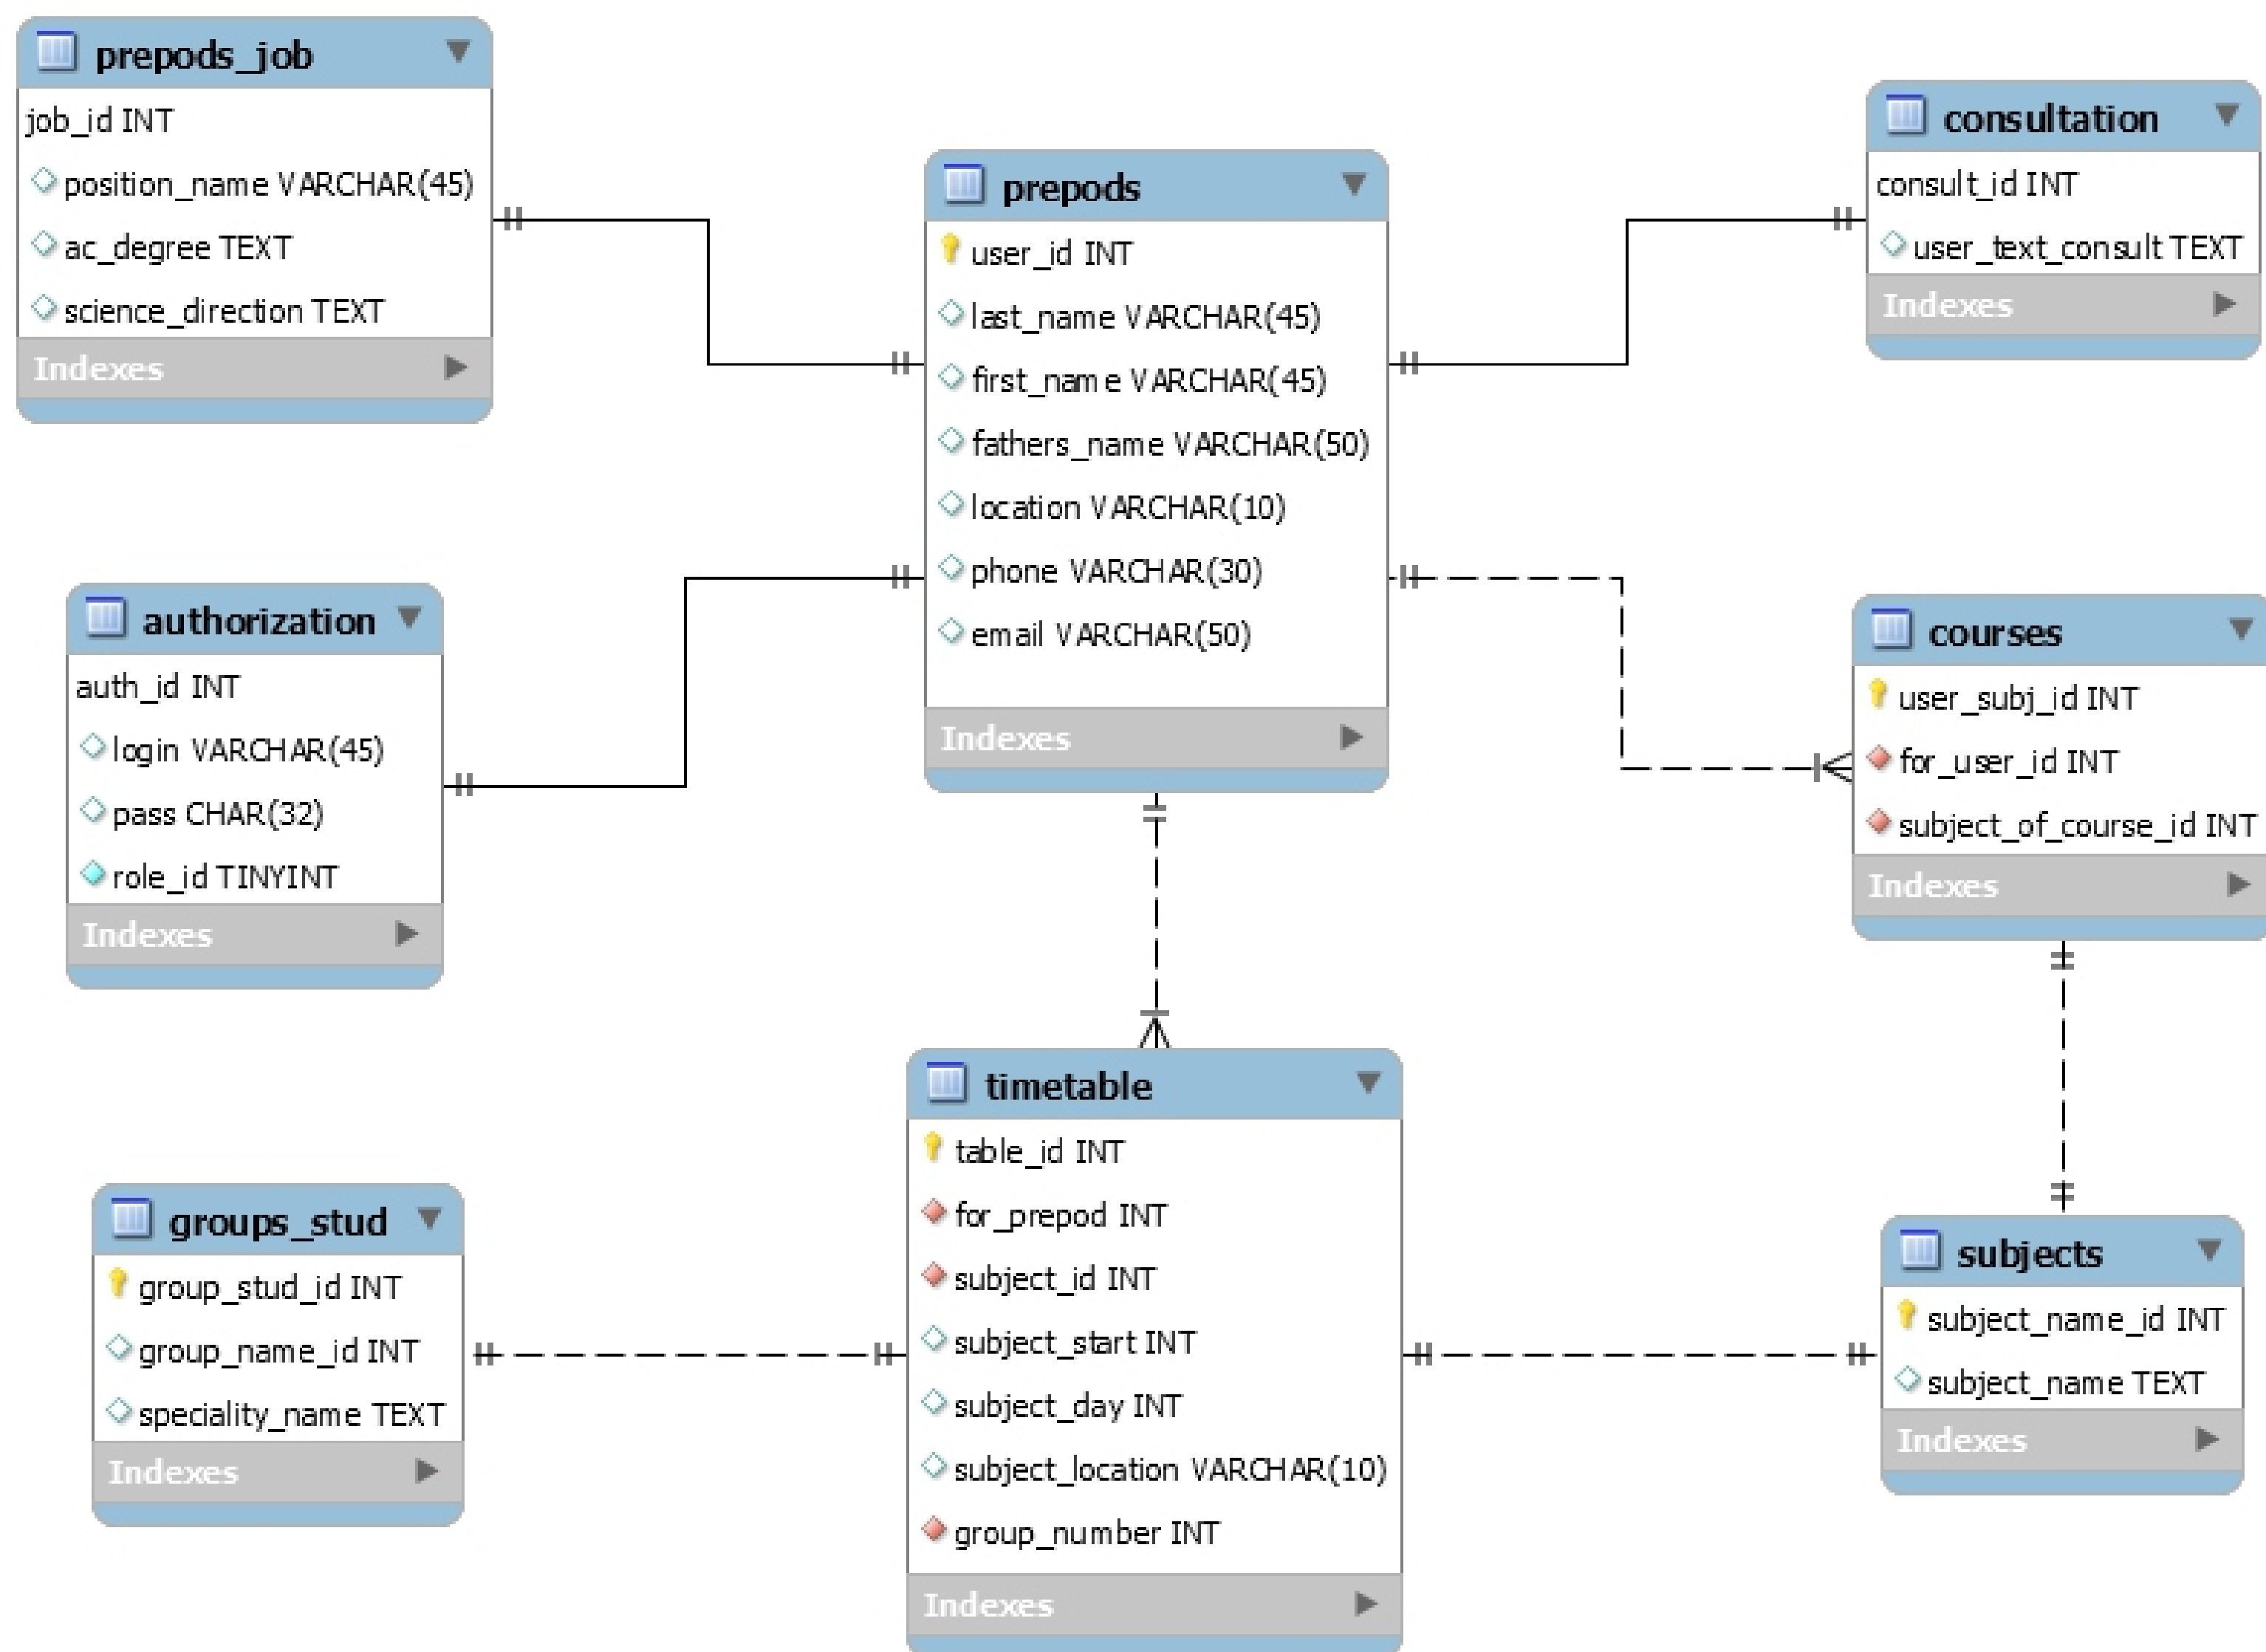 prepods_job
job_id INT
position_name VARCHAR(45)
ac_degree TEXT
science_direction TEXT
Indexes
prepods
user_id INT
last_name VARCHAR(45)
first_name VARCHAR(45)
fathers_name VARCHAR(50)
location VARCHAR(10)
phone VARCHAR(30)
email VARCHAR(50)
Indexes
consultation
consult_id INT
user_text_consult TEXT
Indexes
authorization
auth_id INT
login VARCHAR(45)
pass CHAR(32)
role_id TINYINT
Indexes
courses
user_subj_id INT
for_user_id INT
subject_of_course_id INT
Indexes
groups_stud
group_stud_id INT
group_name_id INT
speciality_name TEXT
Indexes
timetable
table_id INT
for_prepod INT
subject_id INT
subject_start INT
subject_day INT
subject_location VARCHAR(10)
group_number INT
Indexes
subjects
subject_name_id INT
subject_name TEXT
Indexes